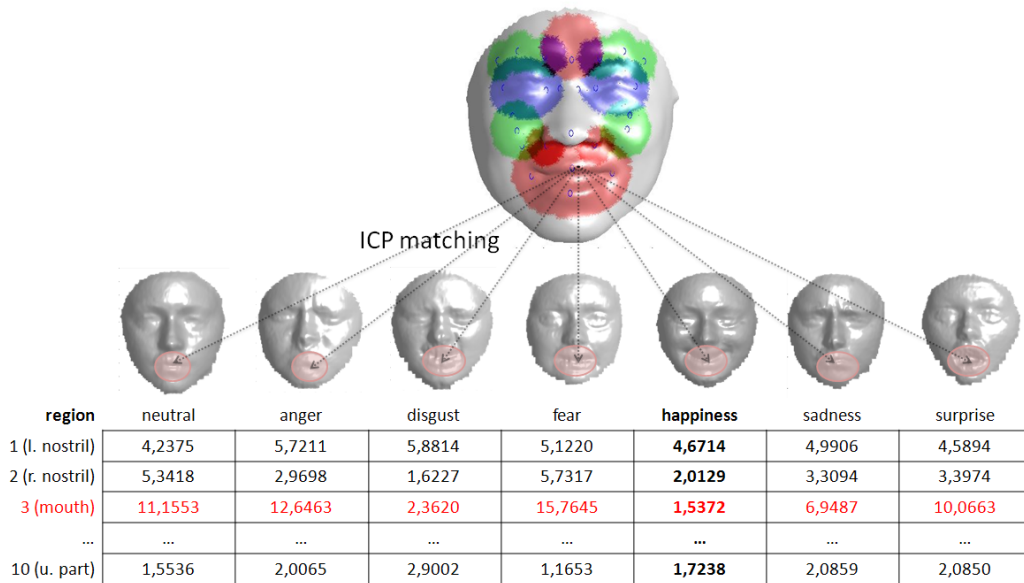 ICP matching
region neutral anger disgust fear happiness sadness surprise
1 (l. nostril) 4,2375 5,7211 5,8814 5,1220 4,6714 4,9906 4,5894
2 (r. nostril) 5,3418 2,9698 1,6227 5,7317 2,0129 3,3094 3,3974
3 (mouth) 11,1553 12,6463 2,3620 15,7645 1,5372 6,9487 10,0663
... ... ... ... ... ... ... ...
10 (u. part) 1,5536 2,0065 2,9002 1,1653 1,7238 2,0859 2,0850